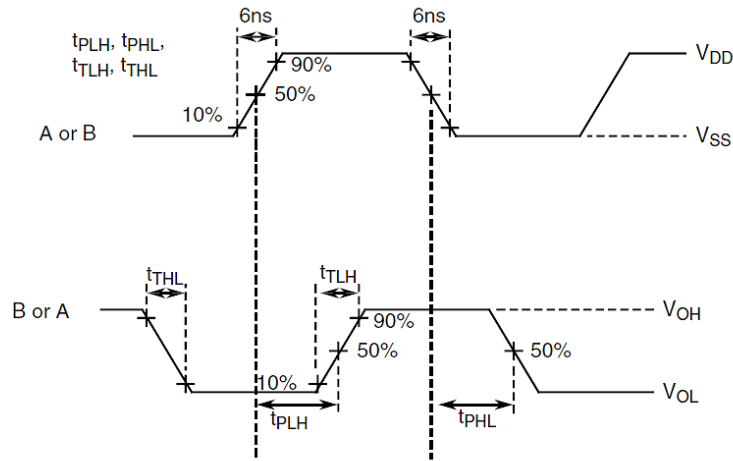 6ns
6ns
tPLH, tPHL,
tTLH, tTHL
90%
50%
10%
A or B
VDD
VSS
tTHL
tTLH
B or A
90%
50%
50%
10%
VOH
VOL
tPLH
tPHL